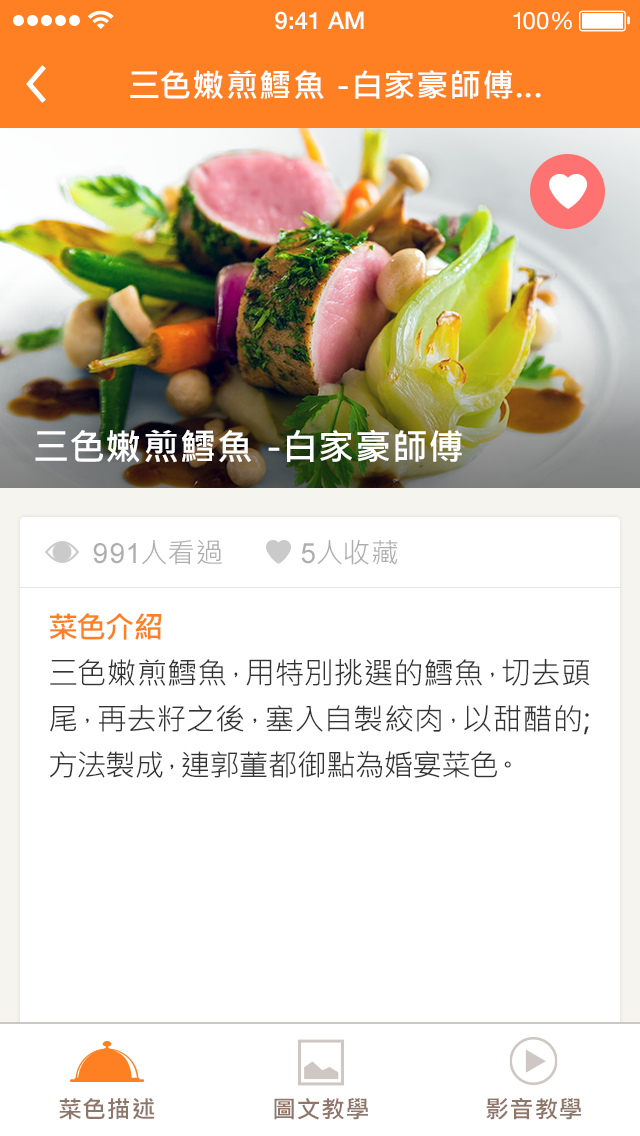 9:41 AM 100%
三色嫩煎鱈魚 -白家豪師傅...
三色嫩煎鱈魚 -白家豪師傅
991人看過 5人收藏
菜色介紹
三色嫩煎鱈魚，用特別挑選的鱈魚，切去頭
尾，再去籽之後，塞入自製絞肉，以甜醋的;
方法製成，連郭董都御點為婚宴菜色。
菜色描述 圖文教學 影音教學